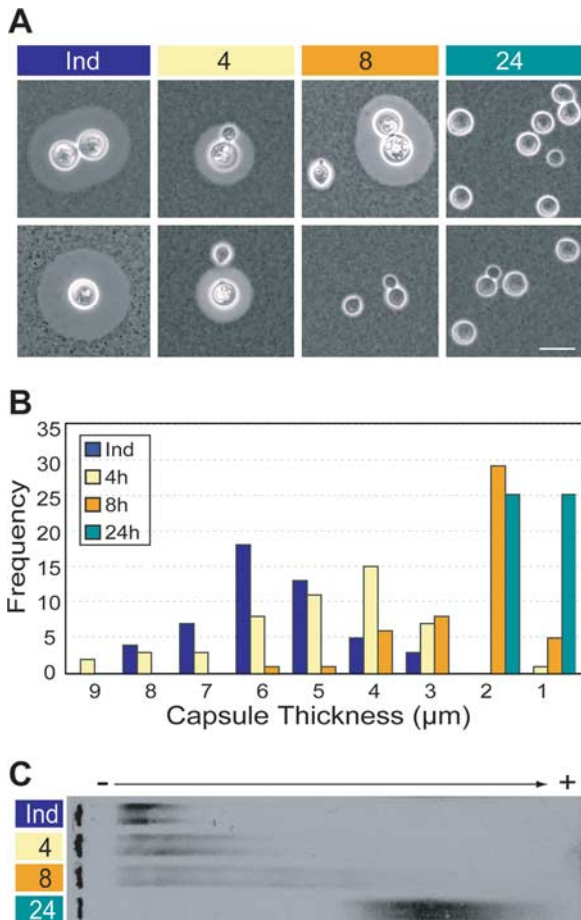 A
Ind 4 8 24
B
35
30
25
20
15
10
5
0
Frequency
Ind
4h
8h
24h
9 8 7 6 5 4 3 2 1
Capsule Thickness (µm)
C
- +
Ind
4
8
24